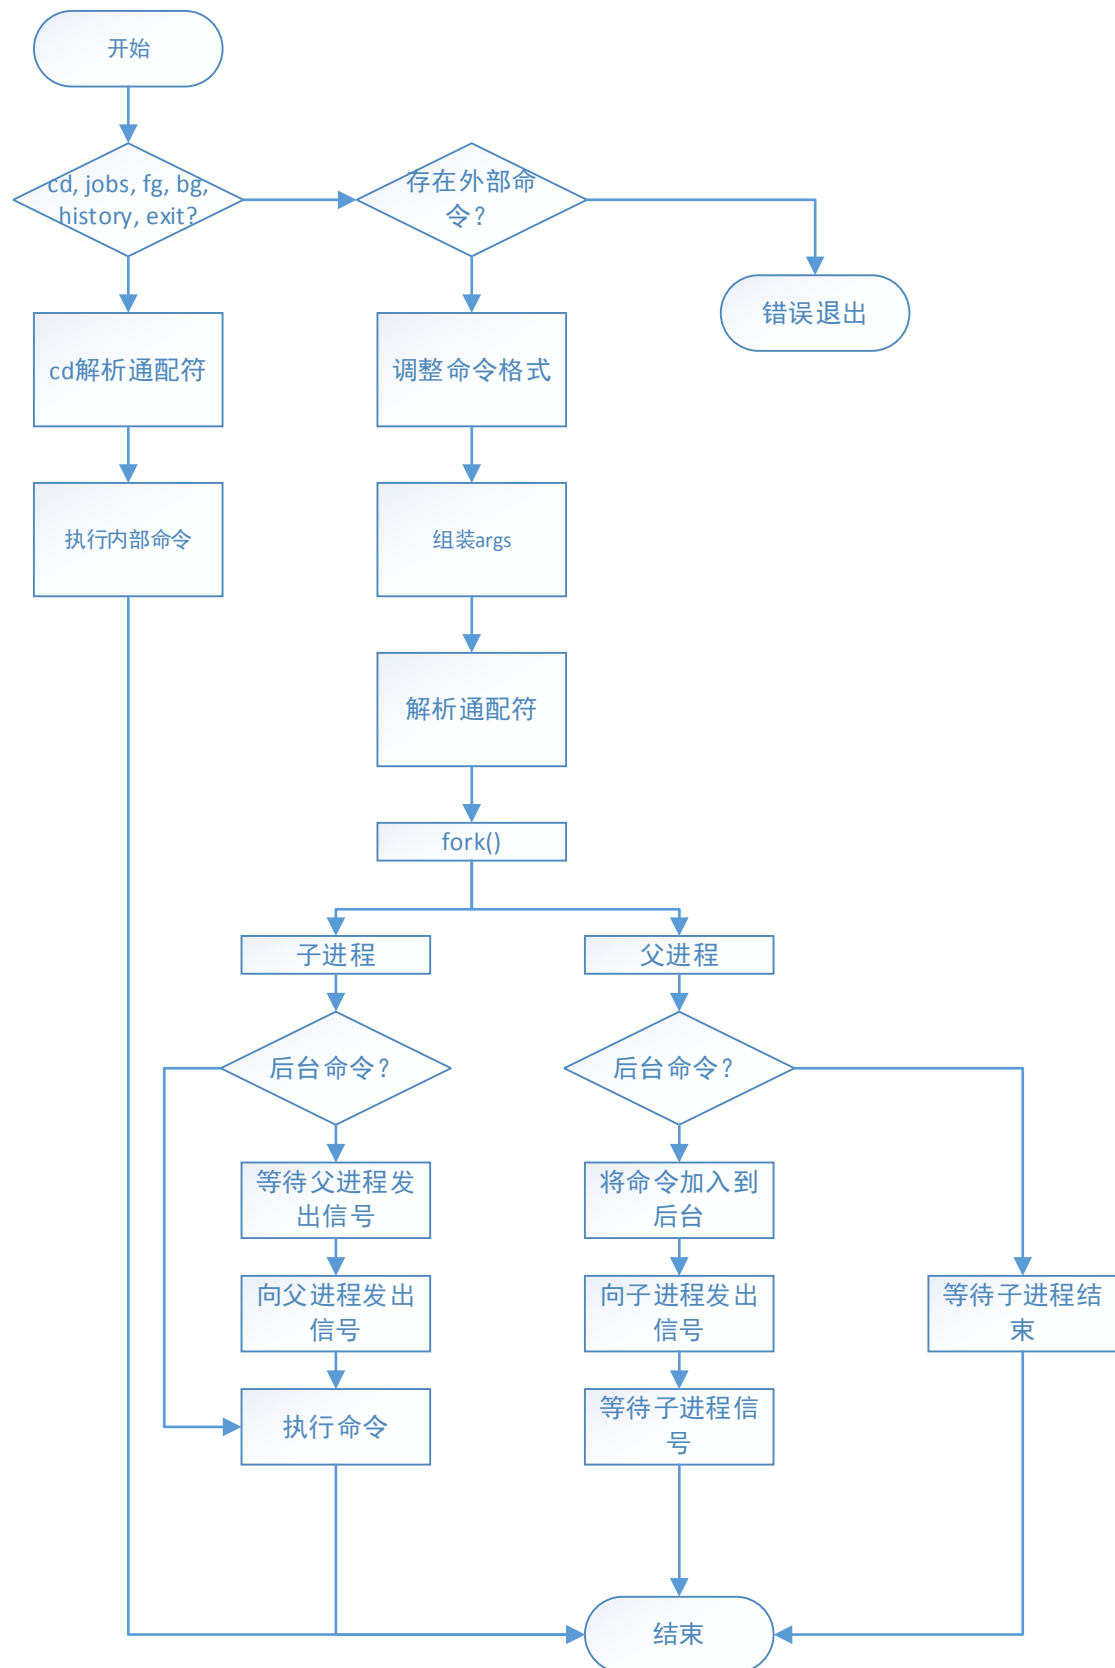 开始
cd, jobs, fg, bg,
history, exit?
存在外部命
令？
错误退出
cd解析通配符
调整命令格式
执行内部命令
组装args
解析通配符
fork()
子进程
父进程
后台命令？
后台命令？
等待父进程发
出信号
将命令加入到
后台
向父进程发出
信号
向子进程发出
信号
等待子进程结
束
执行命令
等待子进程信
号
结束